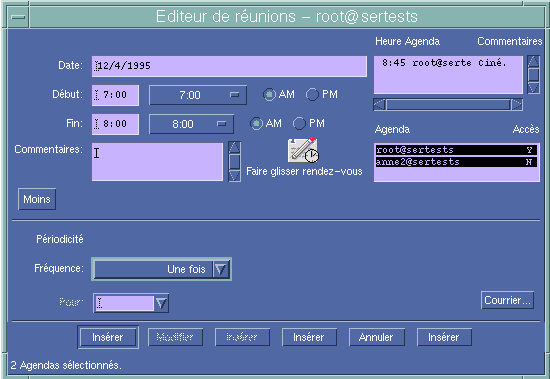 Editeur de réunions - root@sertests
Heure Agenda Commentaires
Date: 12/4/1995
8:45 root@serte Ciné.
Début: 7:00 7:00 AM PM
Fin: 8:00 8:00 AM PM
Agenda Accès
Commentaires:
root@sertests Y
anne2@sertests N
Faire glisser rendez-vous
Moins
Périodicité
Fréquence: Une fois
Pour:
Courrier...
Insérer Modifier Insérer Insérer Annuler Insérer
2 Agendas sélectionnés.